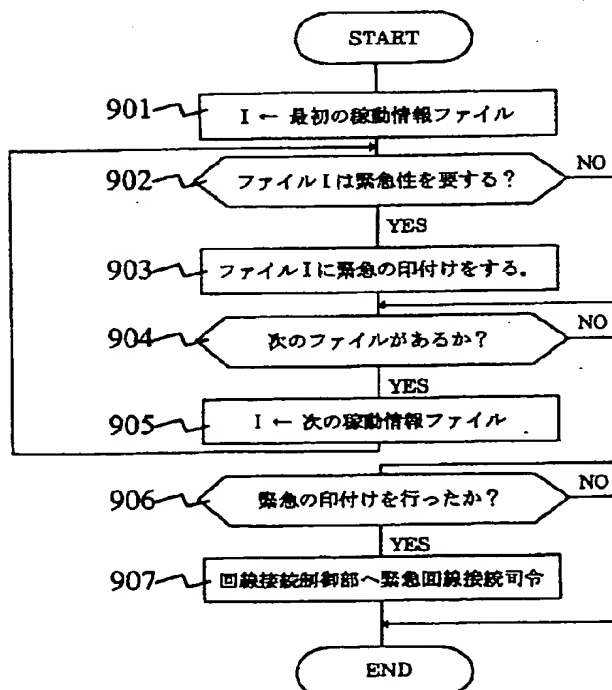 START
901
I ← 最初の稼動情報ファイル
902
ファイルIは緊急性を要する?
NO
YES
903
ファイルIに緊急の印付けをする。
904
次のファイルがあるか?
NO
YES
905
I ← 次の稼動情報ファイル
906
緊急の印付けを行ったか?
NO
YES
907
回線接続制御部へ緊急回線接続司令
END